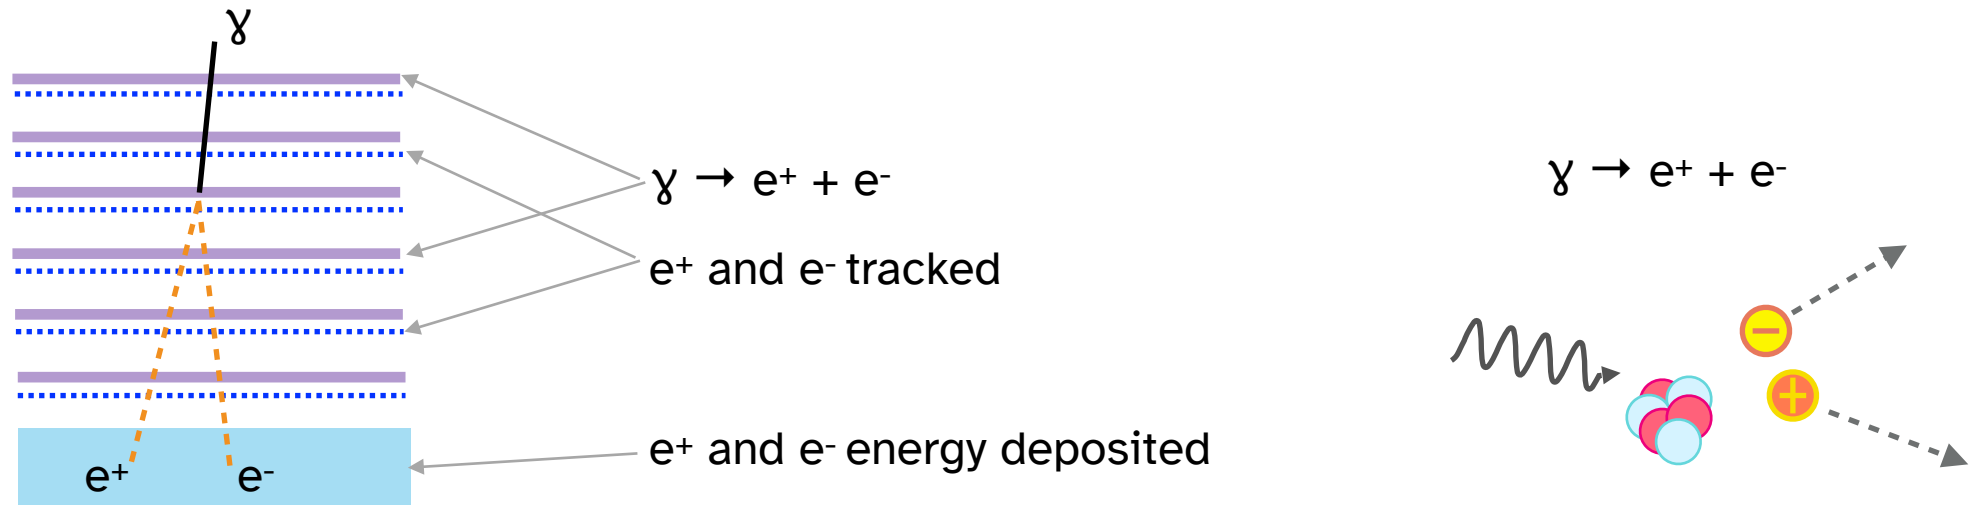 γ
γ → e⁺ + e⁻
e⁺ and e⁻ tracked
e⁺ and e⁻ energy deposited
e⁺ e⁻
γ → e⁺ + e⁻
− 
+